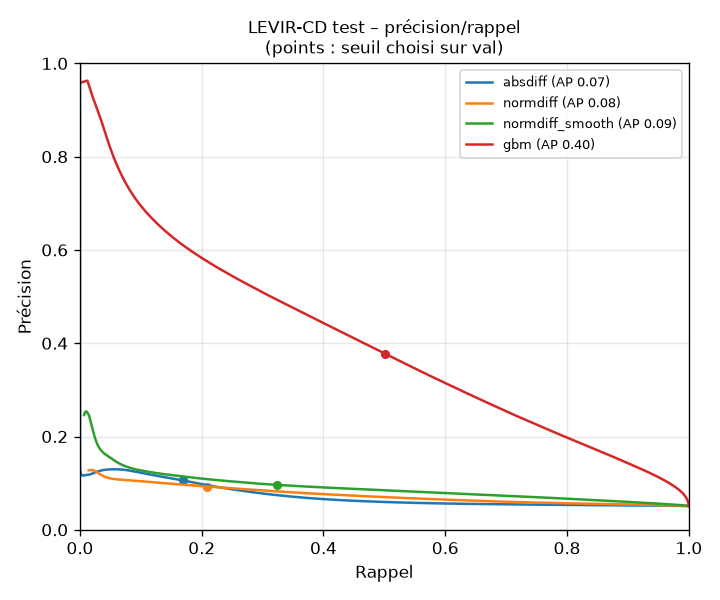 LEVIR-CD test – précision/rappel
(points : seuil choisi sur val)
absdiff (AP 0.07)
normdiff (AP 0.08)
normdiff_smooth (AP 0.09)
gbm (AP 0.40)
Précision
1.0
0.8
0.6
0.4
0.2
0.0
0.0 0.2 0.4 0.6 0.8 1.0
Rappel